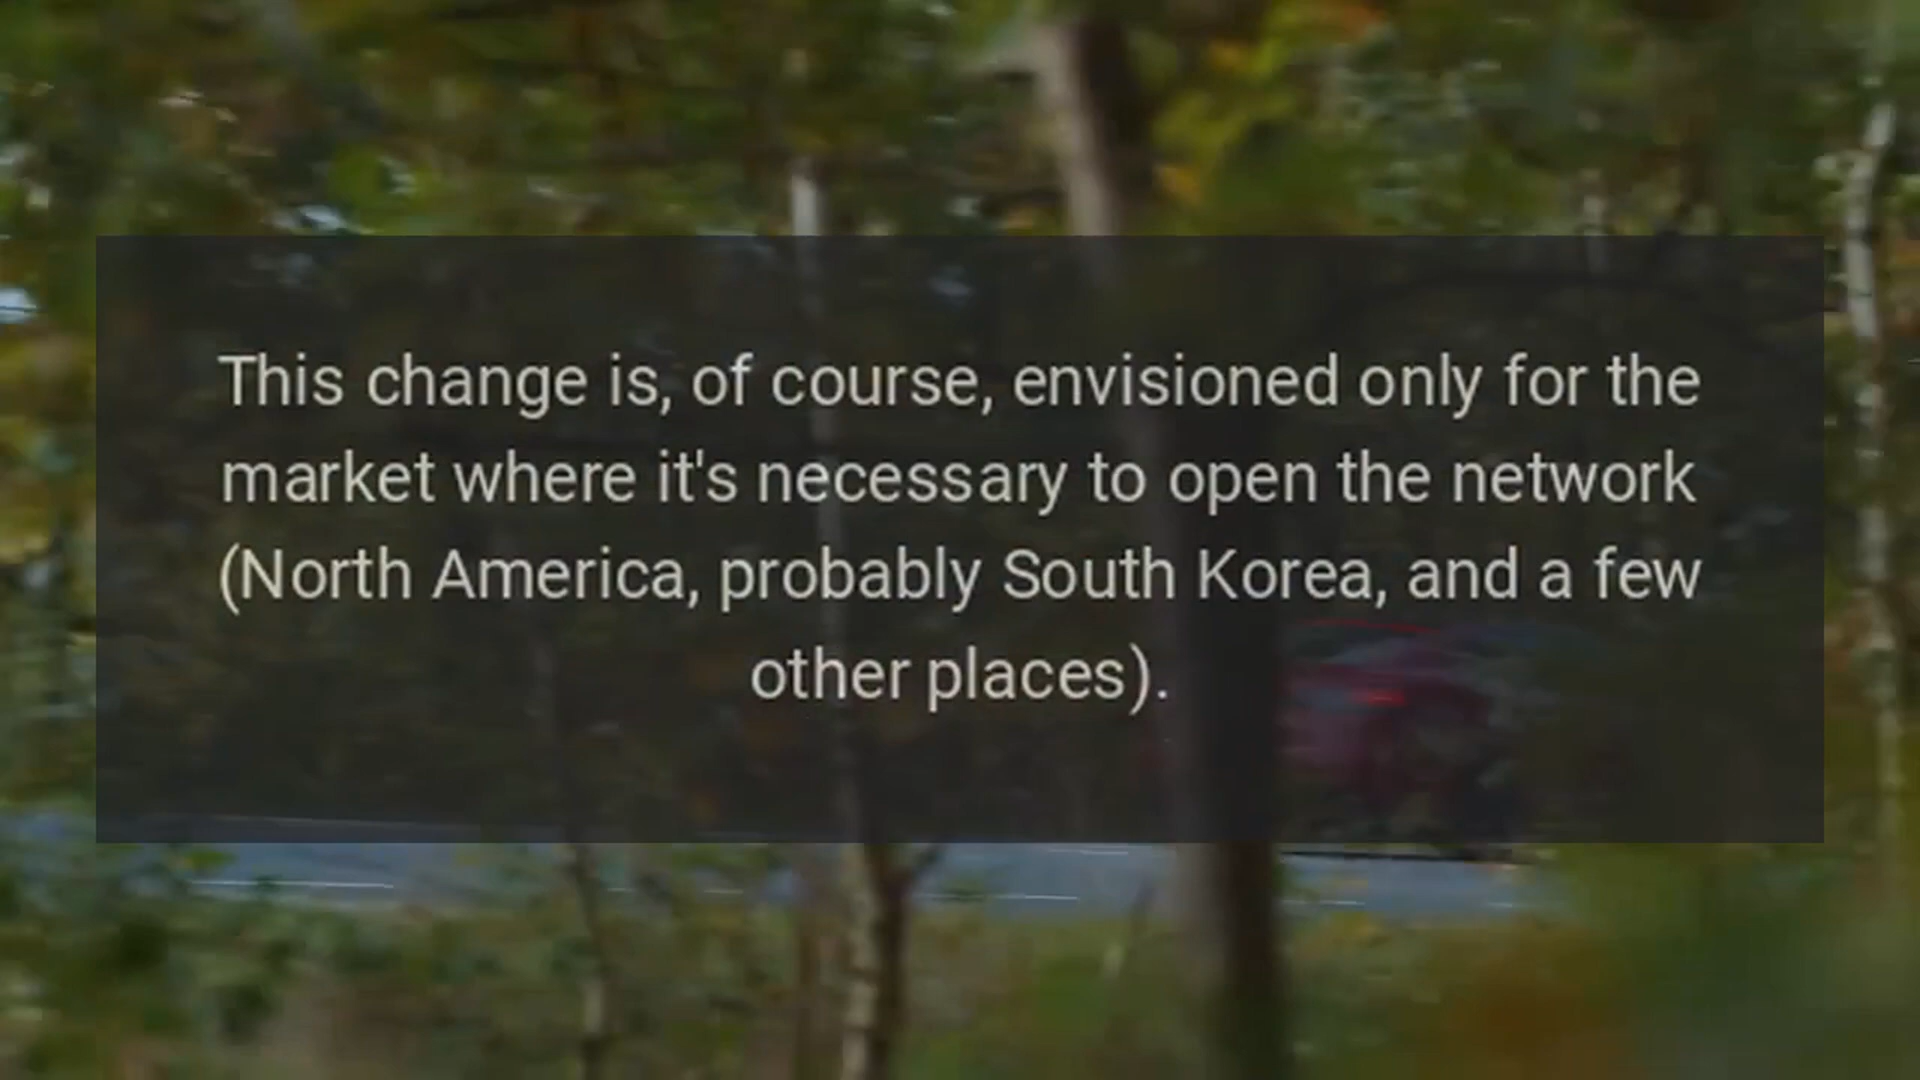 This change is, of course, envisioned only for the
market where it's necessary to open the network
(North America, probably South Korea, and a few
other places).